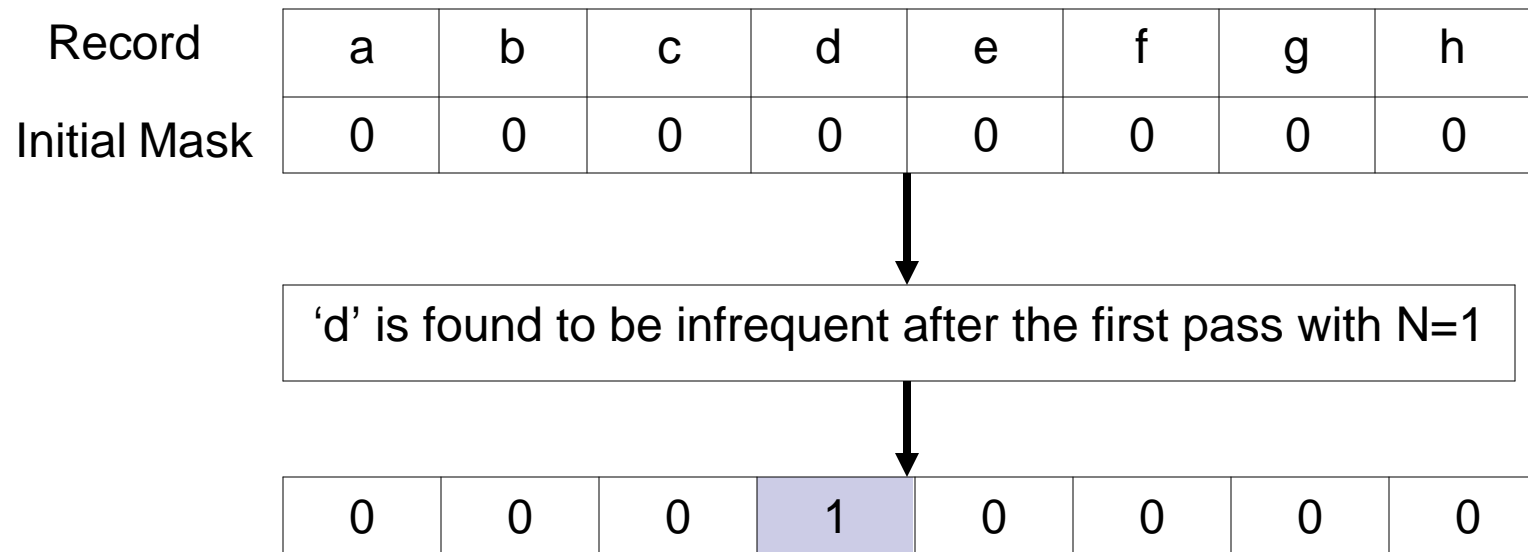 Record a b c d e f g h
Initial Mask 0 0 0 0 0 0 0 0
‘d’ is found to be infrequent after the first pass with N=1
0 0 0 1 0 0 0 0